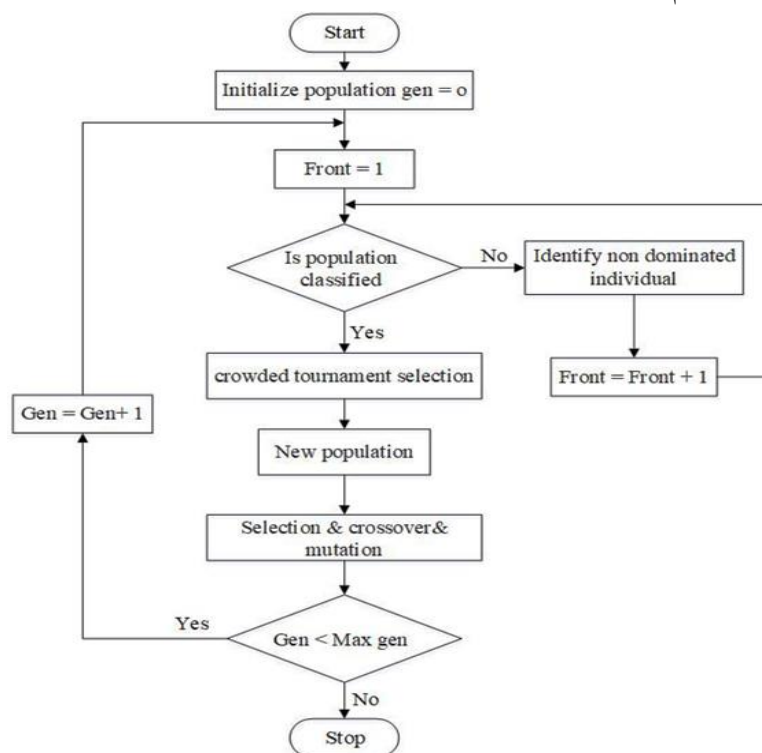 Start
Initialize population gen = o
Front = 1
Is population
classified
No
Identify non dominated
individual
Yes
Front = Front + 1
crowded tournament selection
Gen = Gen+ 1
New population
Selection & crossover&
mutation
Yes
Gen < Max gen
No
Stop